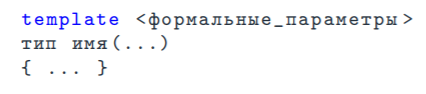 template <формальные_параметры>
тип имя(...)
{ ... }